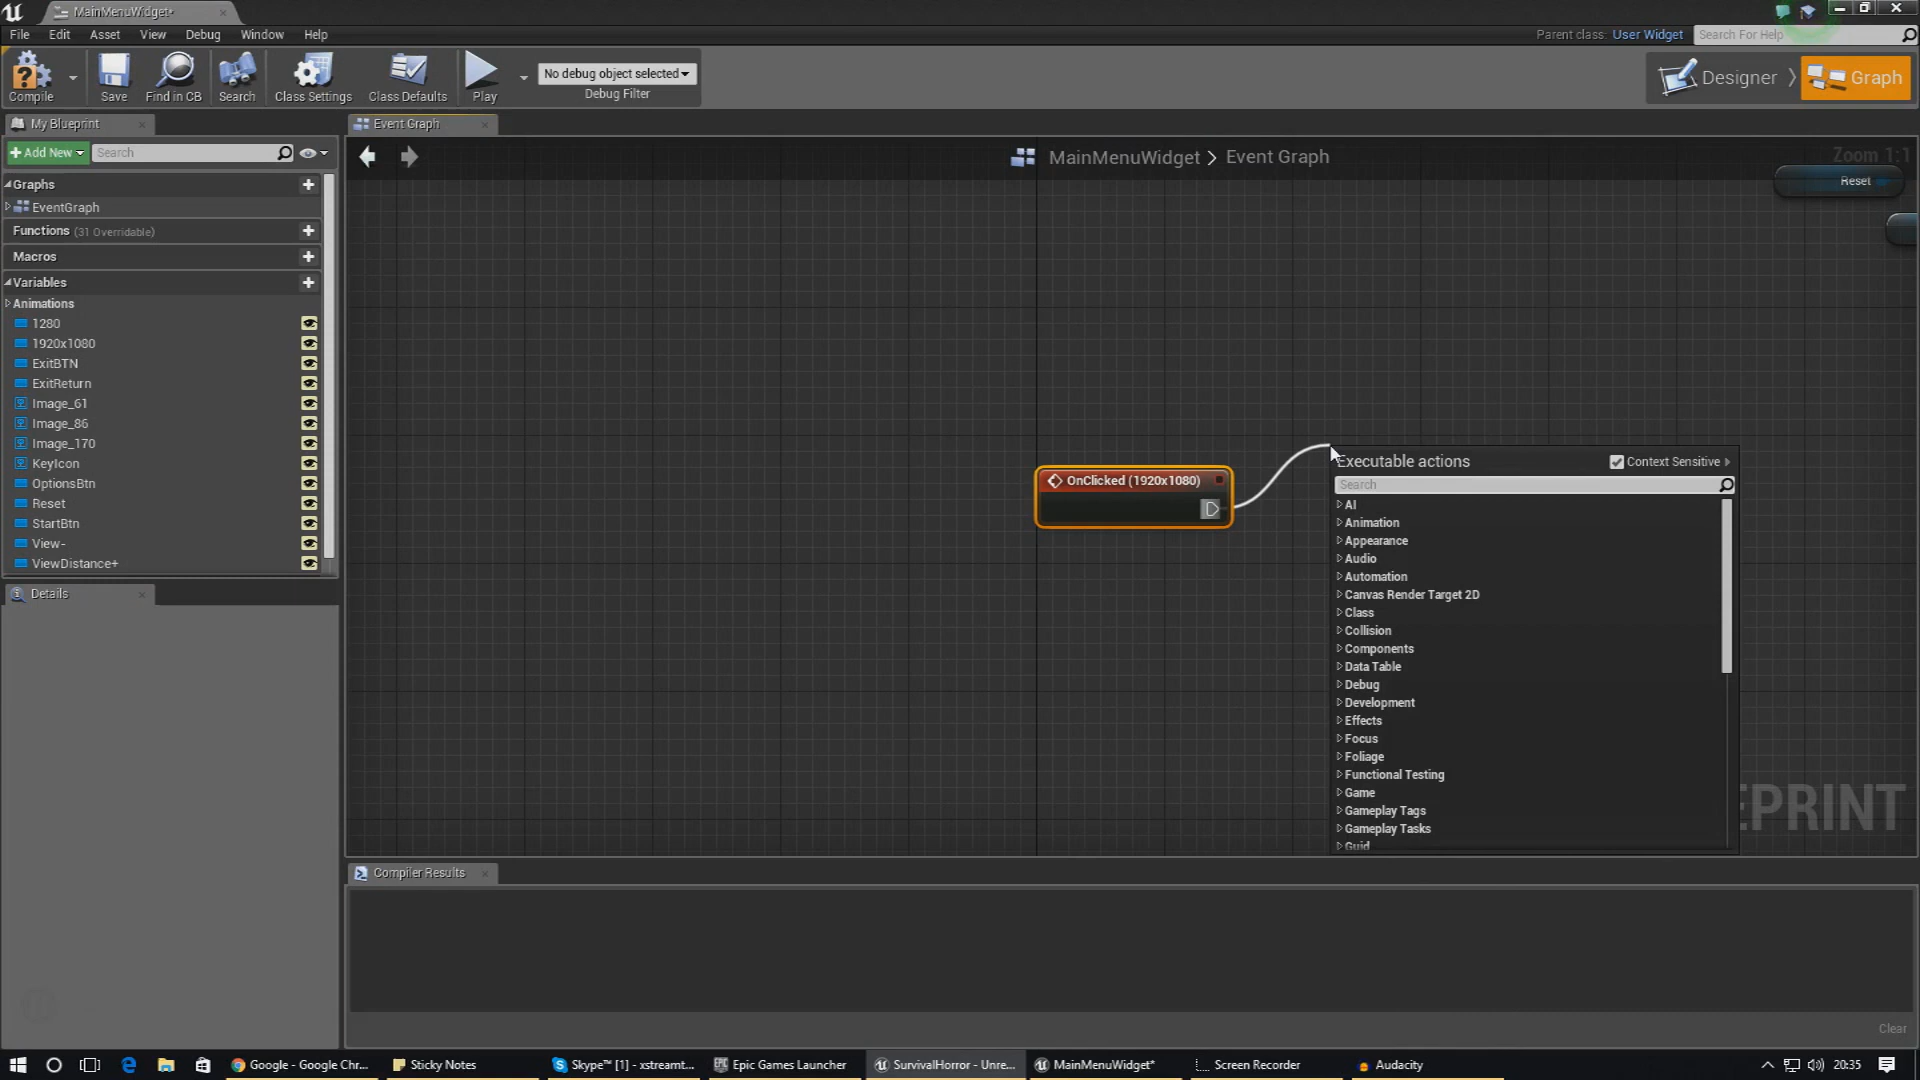 MainMenuWidget*
File Edit Asset View Debug Window Help
Parent class: User Widget
Search For Help
Compile
Save
Find in CB
Search
Class Settings
Class Defaults
Play
No debug object selected
Debug Filter
Designer
Graph
My Blueprint
Event Graph
Add New
Search
MainMenuWidget > Event Graph
Zoom 1:1
Graphs
EventGraph
Functions (31 Overridable)
Macros
Variables
Animations
1280
1920x1080
ExitBTN
ExitReturn
Image_61
Image_86
Image_170
KeyIcon
OptionsBtn
Reset
StartBtn
View-
ViewDistance+
Details
Reset
OnClicked (1920x1080)
Executable actions
Context Sensitive
Search
AI
Animation
Appearance
Audio
Automation
Canvas Render Target 2D
Class
Collision
Components
Data Table
Debug
Development
Effects
Focus
Foliage
Functional Testing
Game
Gameplay Tags
Gameplay Tasks
Guid
EPRINT
Compiler Results
Clear
Google - Google Chr...
Sticky Notes
Skype™ [1] - xstreamt...
Epic Games Launcher
SurvivalHorror - Unre...
MainMenuWidget*
Screen Recorder
Audacity
20:35